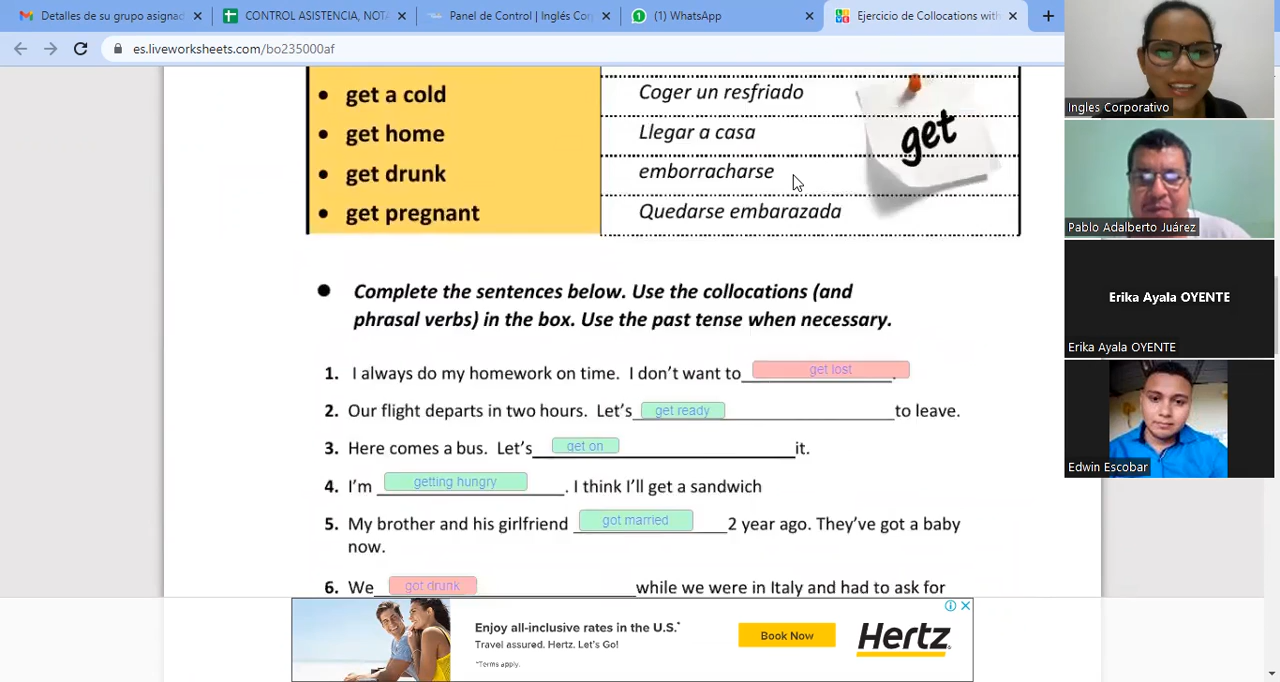 Detalles de su grupo asignad
CONTROL ASISTENCIA, NOTA
Panel de Control | Inglés Corp
(1) WhatsApp
Ejercicio de Collocations with
es.liveworksheets.com/bo235000af
• get a cold
Coger un resfriado
• get home
Llegar a casa
• get drunk
emborracharse
• get pregnant
Quedarse embarazada
get
Complete the sentences below. Use the collocations (and
phrasal verbs) in the box. Use the past tense when necessary.
1. I always do my homework on time. I don't want to get lost.
2. Our flight departs in two hours. Let's get ready to leave.
3. Here comes a bus. Let's get on it.
4. I'm getting hungry. I think I'll get a sandwich
5. My brother and his girlfriend got married 2 year ago. They've got a baby
now.
6. We got drunk while we were in Italy and had to ask for
Enjoy all-inclusive rates in the U.S.*
Travel assured. Hertz. Let's Go!
*Terms apply.
Book Now
Hertz.
Ingles Corporativo
Pablo Adalberto Juárez
Erika Ayala OYENTE
Erika Ayala OYENTE
Edwin Escobar